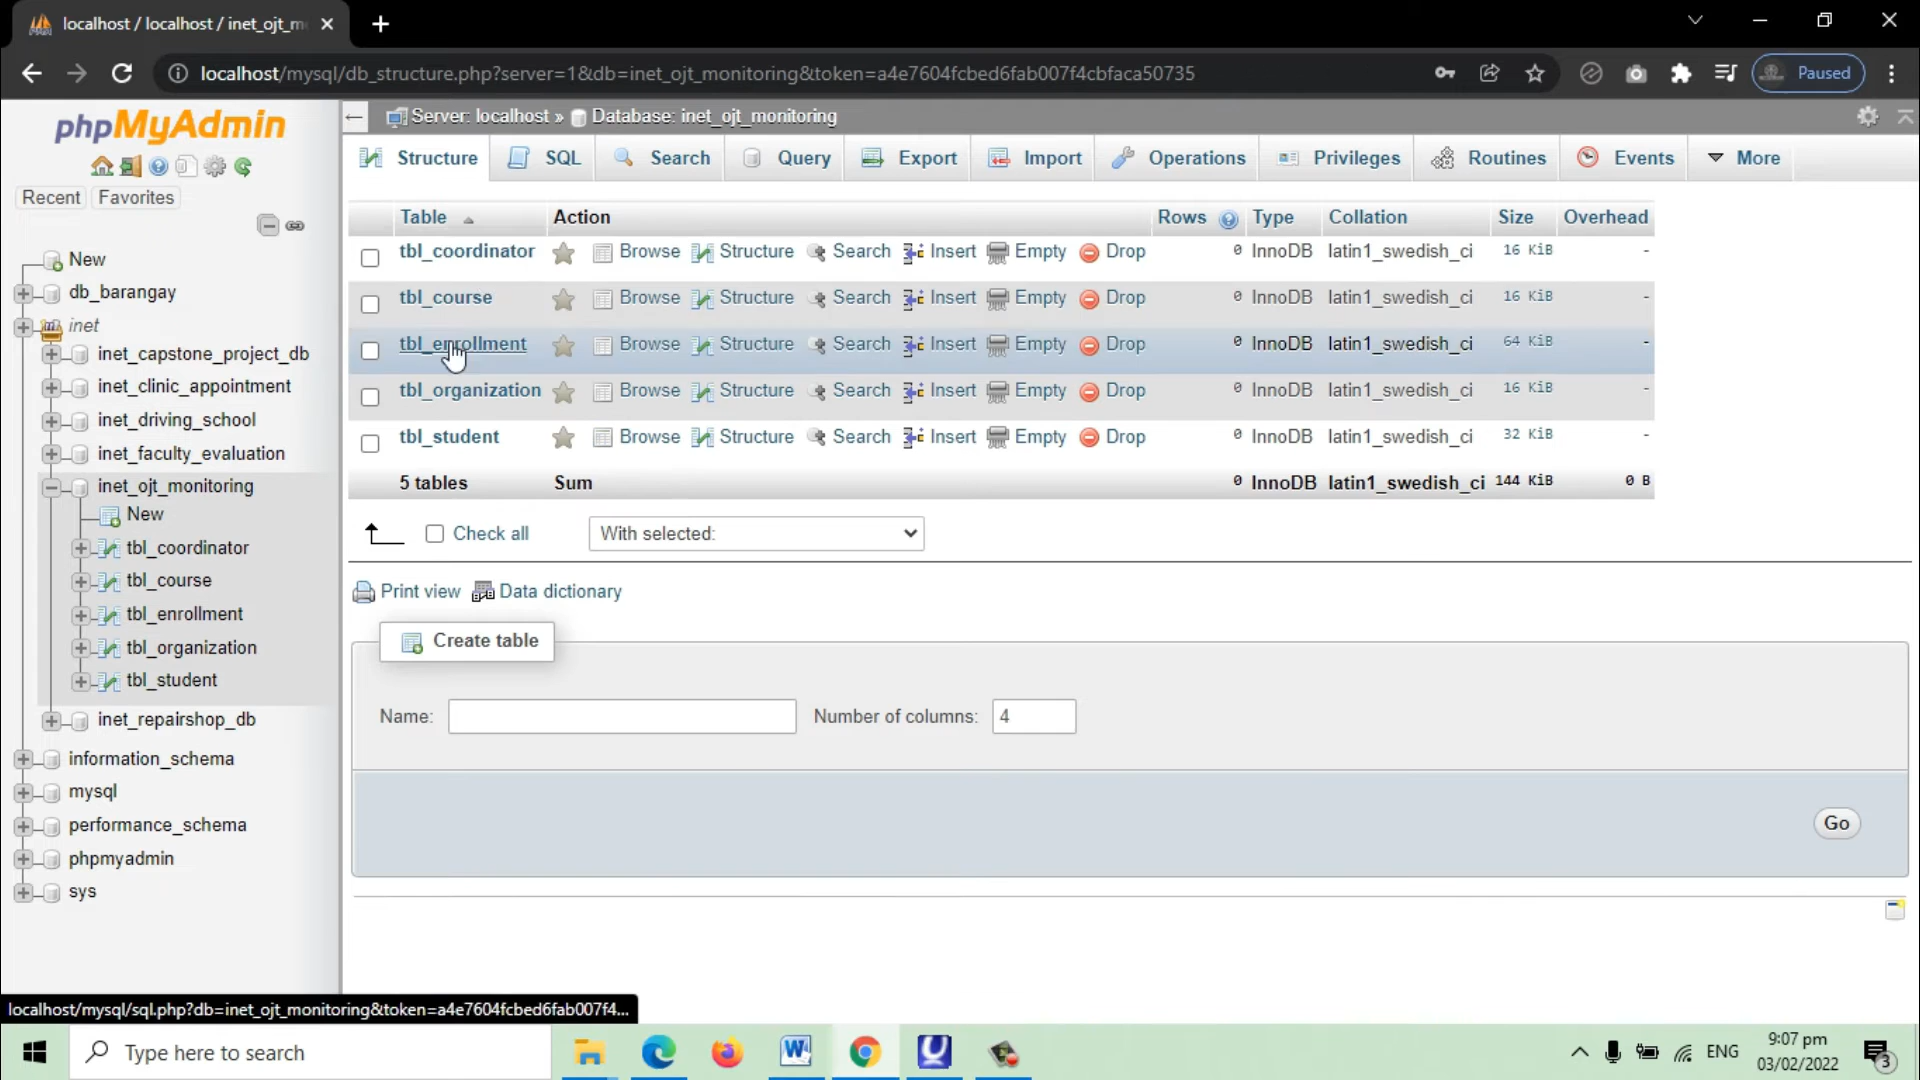 localhost / localhost / inet_ojt_m
localhost/mysql/db_structure.php?server=1&db=inet_ojt_monitoring&token=a4e7604fcbed6fab007f4cbfaca50735
Paused
phpMyAdmin
Recent Favorites
New
db_barangay
inet
inet_capstone_project_db
inet_clinic_appointment
inet_driving_school
inet_faculty_evaluation
inet_ojt_monitoring
New
tbl_coordinator
tbl_course
tbl_enrollment
tbl_organization
tbl_student
inet_repairshop_db
information_schema
mysql
performance_schema
phpmyadmin
sys
Server: localhost » Database: inet_ojt_monitoring
Structure SQL Search Query Export Import Operations Privileges Routines Events More
Table Action Rows Type Collation Size Overhead
tbl_coordinator Browse Structure Search Insert Empty Drop 0 InnoDB latin1_swedish_ci 16 KiB -
tbl_course Browse Structure Search Insert Empty Drop 0 InnoDB latin1_swedish_ci 16 KiB -
tbl_enrollment Browse Structure Search Insert Empty Drop 0 InnoDB latin1_swedish_ci 64 KiB -
tbl_organization Browse Structure Search Insert Empty Drop 0 InnoDB latin1_swedish_ci 16 KiB -
tbl_student Browse Structure Search Insert Empty Drop 0 InnoDB latin1_swedish_ci 32 KiB -
5 tables Sum 0 InnoDB latin1_swedish_ci 144 KiB 0 B
Check all With selected:
Print view Data dictionary
Create table
Name: Number of columns: 4
Go
localhost/mysql/sql.php?db=inet_ojt_monitoring&token=a4e7604fcbed6fab007f4...
Type here to search
ENG
9:07 pm
03/02/2022
3